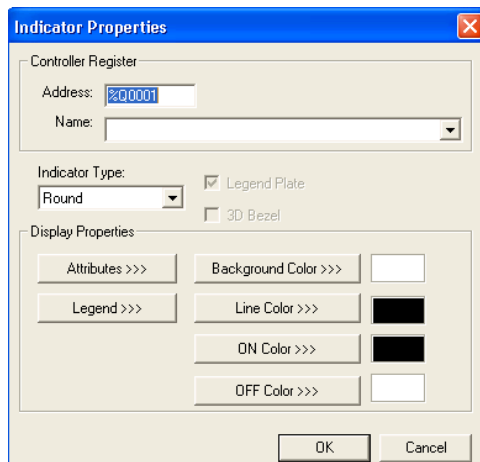 Indicator Properties
Controller Register
Address: %Q0001
Name:
Indicator Type:
Round
Legend Plate
3D Bezel
Display Properties
Attributes >>>
Background Color >>>
Legend >>>
Line Color >>>
ON Color >>>
OFF Color >>>
OK
Cancel